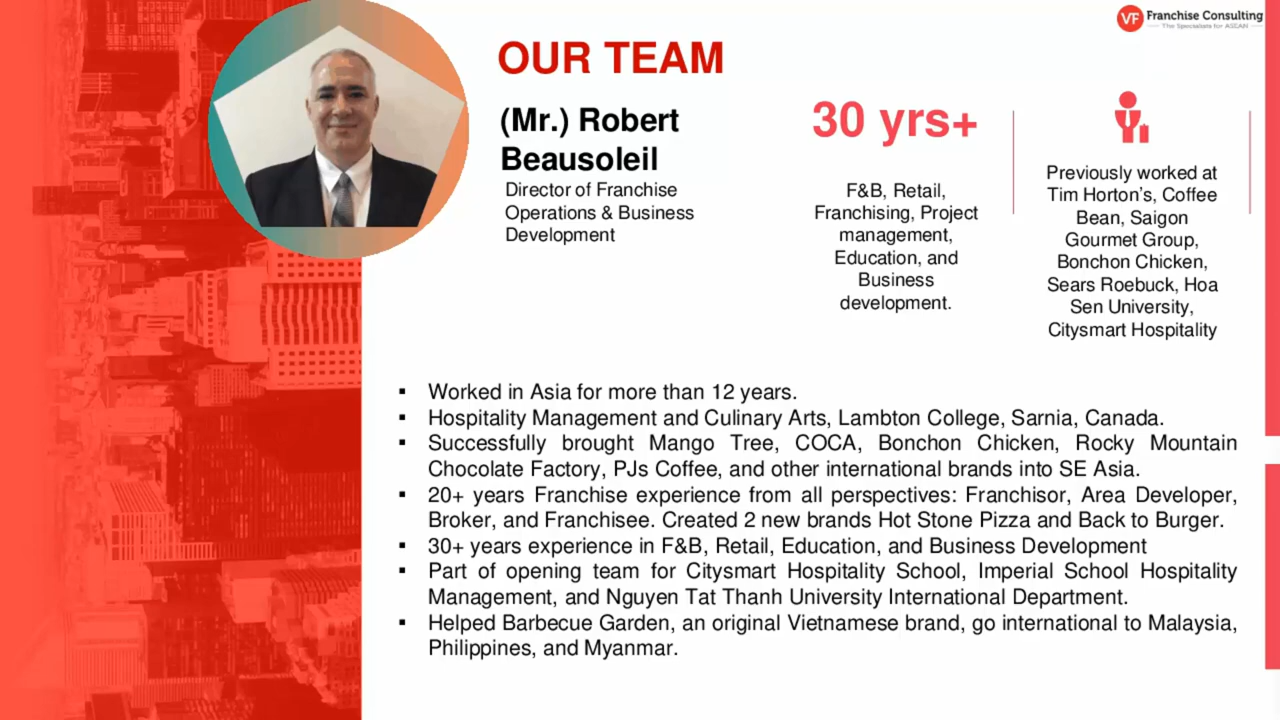 VF Franchise Consulting
The Specialists for ASEAN
OUR TEAM
(Mr.) Robert
Beausoleil
Director of Franchise
Operations & Business
Development
30 yrs+
F&B, Retail,
Franchising, Project
management,
Education, and
Business
development.
Previously worked at
Tim Horton's, Coffee
Bean, Saigon
Gourmet Group,
Bonchon Chicken,
Sears Roebuck, Hoa
Sen University,
Citysmart Hospitality
▪ Worked in Asia for more than 12 years.
▪ Hospitality Management and Culinary Arts, Lambton College, Sarnia, Canada.
▪ Successfully brought Mango Tree, COCA, Bonchon Chicken, Rocky Mountain
Chocolate Factory, PJs Coffee, and other international brands into SE Asia.
▪ 20+ years Franchise experience from all perspectives: Franchisor, Area Developer,
Broker, and Franchisee. Created 2 new brands Hot Stone Pizza and Back to Burger.
▪ 30+ years experience in F&B, Retail, Education, and Business Development
▪ Part of opening team for Citysmart Hospitality School, Imperial School Hospitality
Management, and Nguyen Tat Thanh University International Department.
▪ Helped Barbecue Garden, an original Vietnamese brand, go international to Malaysia,
Philippines, and Myanmar.